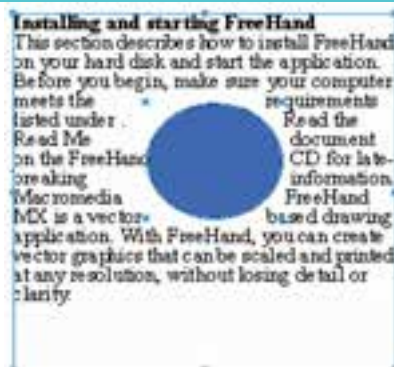 Installing and starting FreeHand
This section describes how to install FreeHand
on your hard disk and start the application.
Before you begin, make sure your computer
meets the requirements
listed under . Read the
Read Me document
on the FreeHand CD for late-
breaking information.
Macromedia FreeHand
MX is a vector- based drawing
application. With FreeHand, you can create
vector graphics that can be scaled and printed
at any resolution, without losing detail or
clarity.